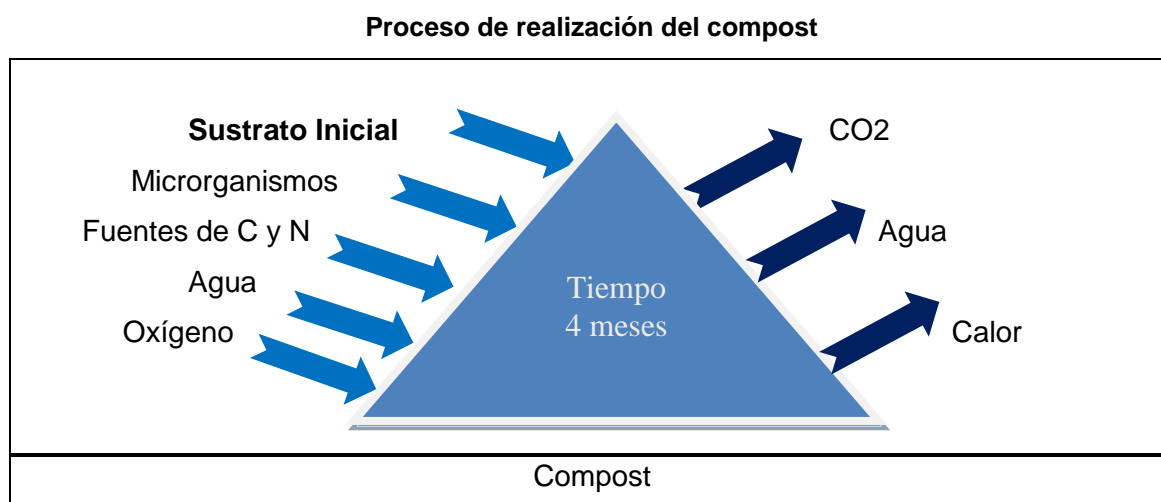 Proceso de realización del compost
Sustrato Inicial
Microrganismos
Fuentes de C y N
Agua
Oxígeno
Tiempo
4 meses
CO2
Agua
Calor
Compost